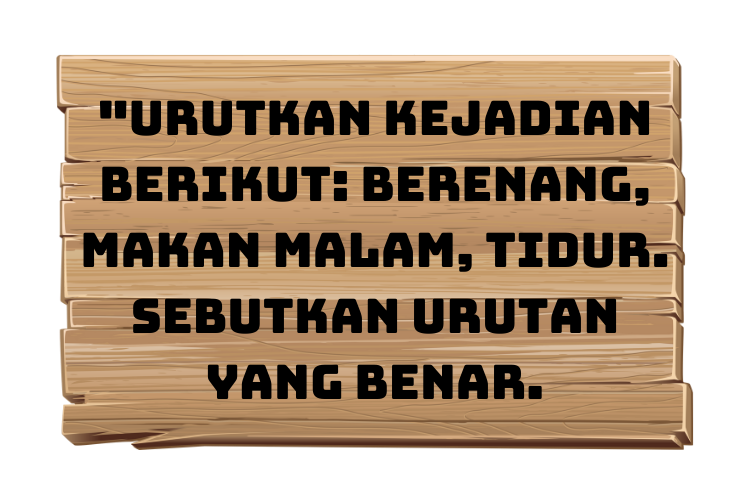 "URUTKAN KEJADIAN
BERIKUT: BERENANG,
MAKAN MALAM, TIDUR.
SEBUTKAN URUTAN
YANG BENAR.